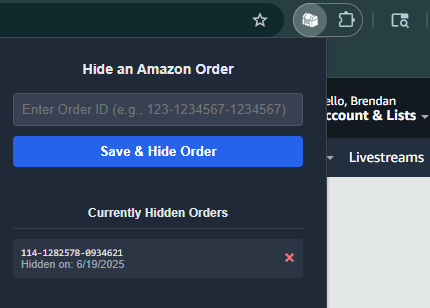 Hide an Amazon Order
Enter Order ID (e.g., 123-1234567-1234567)
Save & Hide Order
Currently Hidden Orders
114-1282578-0934621
Hidden on: 6/19/2025
ello, Brendan
ccount & Lists
Livestreams